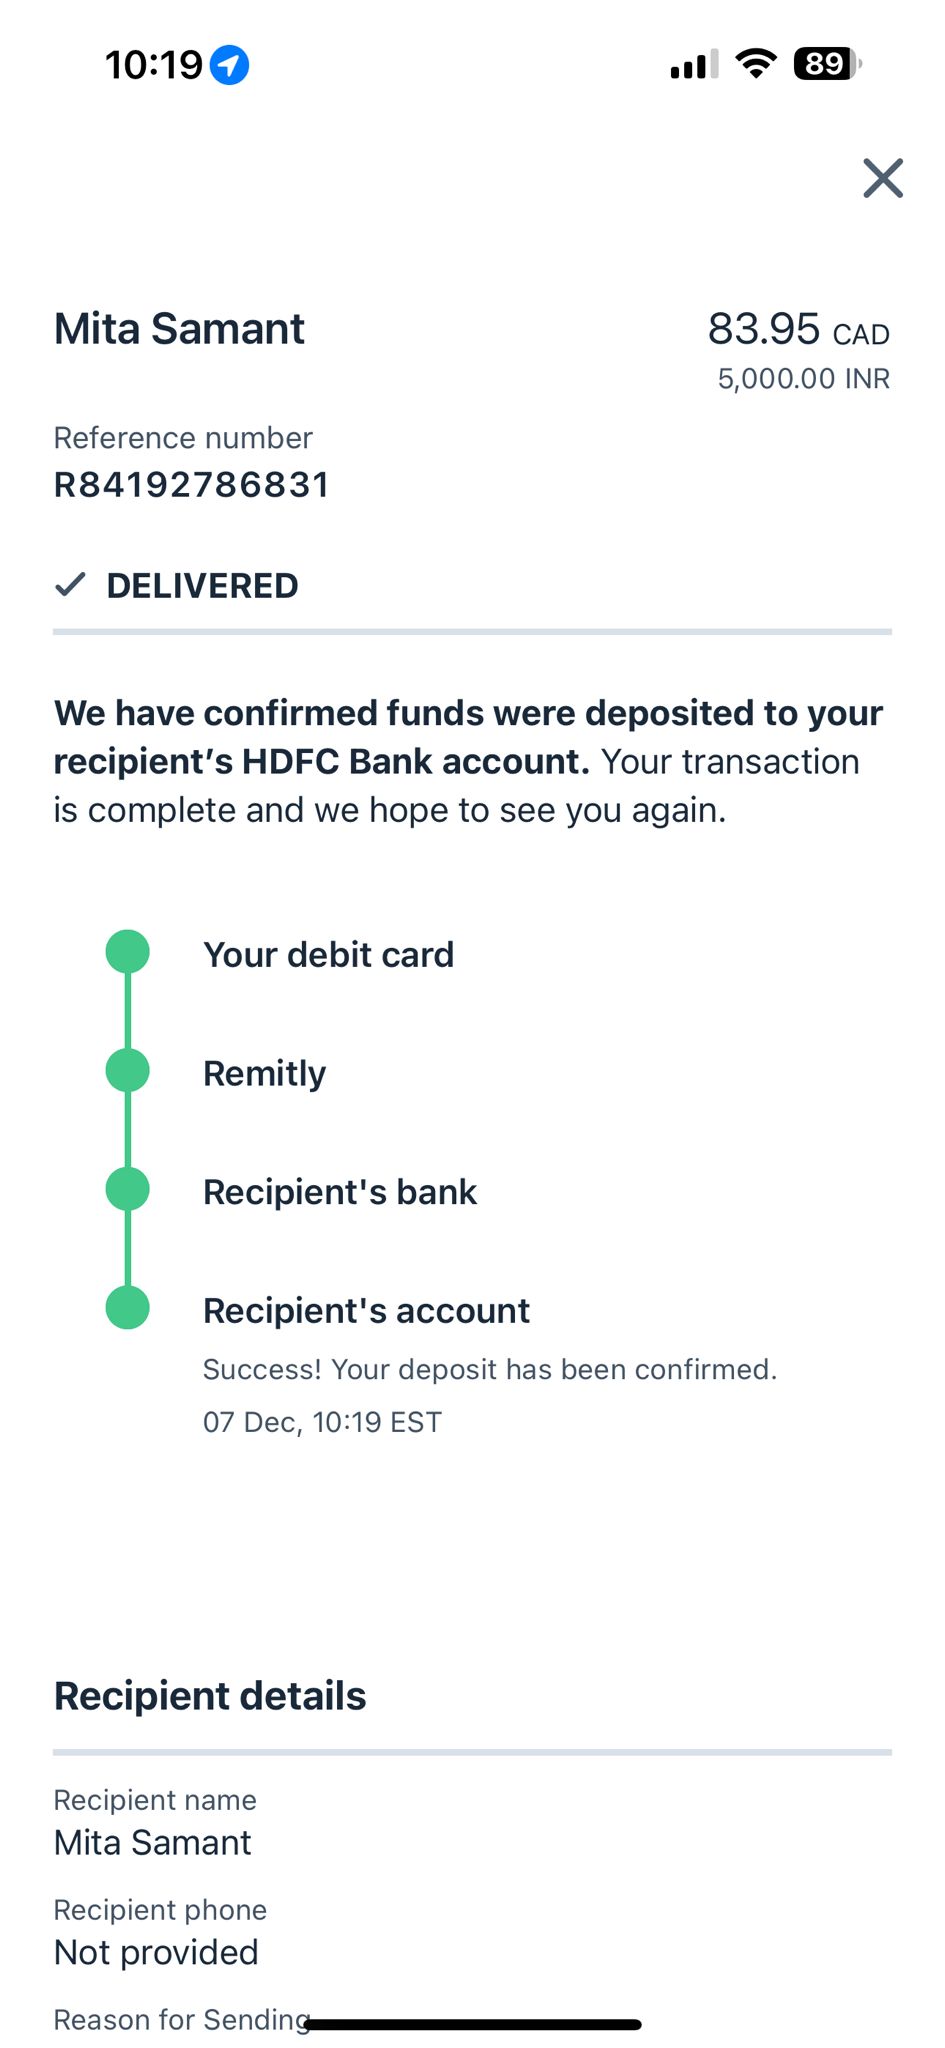 10:19
89
Mita Samant
83.95 CAD
5,000.00 INR
Reference number
R84192786831
DELIVERED
We have confirmed funds were deposited to your
recipient’s HDFC Bank account. Your transaction
is complete and we hope to see you again.
Your debit card
Remitly
Recipient's bank
Recipient's account
Success! Your deposit has been confirmed.
07 Dec, 10:19 EST
Recipient details
Recipient name
Mita Samant
Recipient phone
Not provided
Reason for Sending